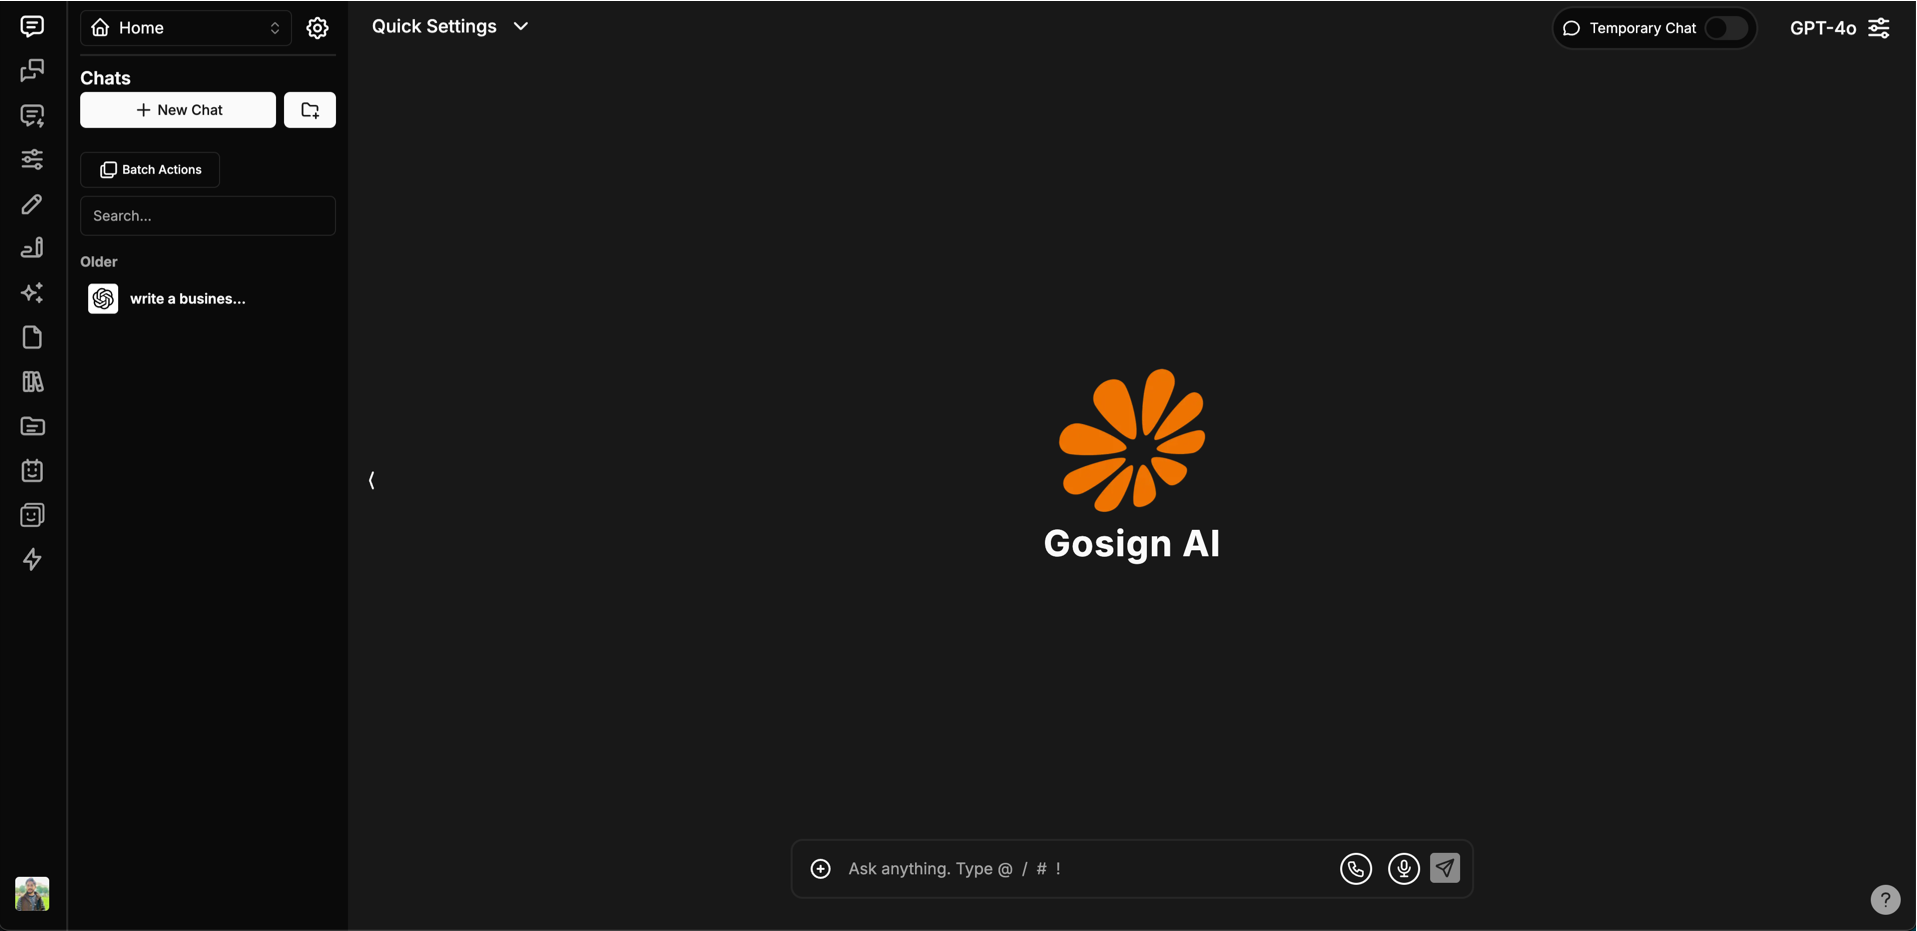 Home
Chats
+ New Chat
Batch Actions
Search...
Older
write a busines...
Quick Settings
Temporary Chat
GPT-4o
Gosign AI
Ask anything. Type @ / # !
?